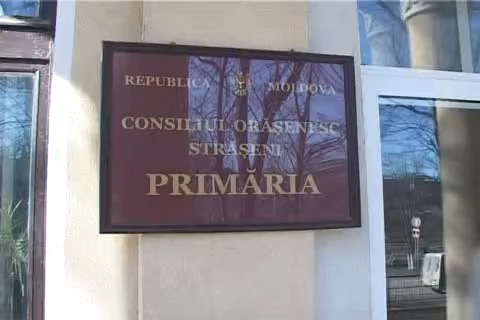 REPUBLICA MOLDOVA
CONSILIUL ORĂŞENESC
STRĂŞENI
PRIMĂRIA